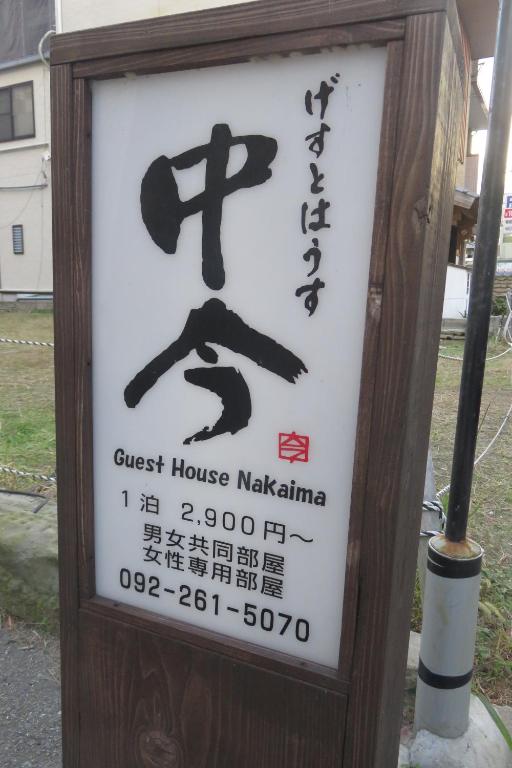 げすとはうす
中今
Guest House Nakaima
1泊 2,900円～
男女共同部屋
女性専用部屋
092-261-5070